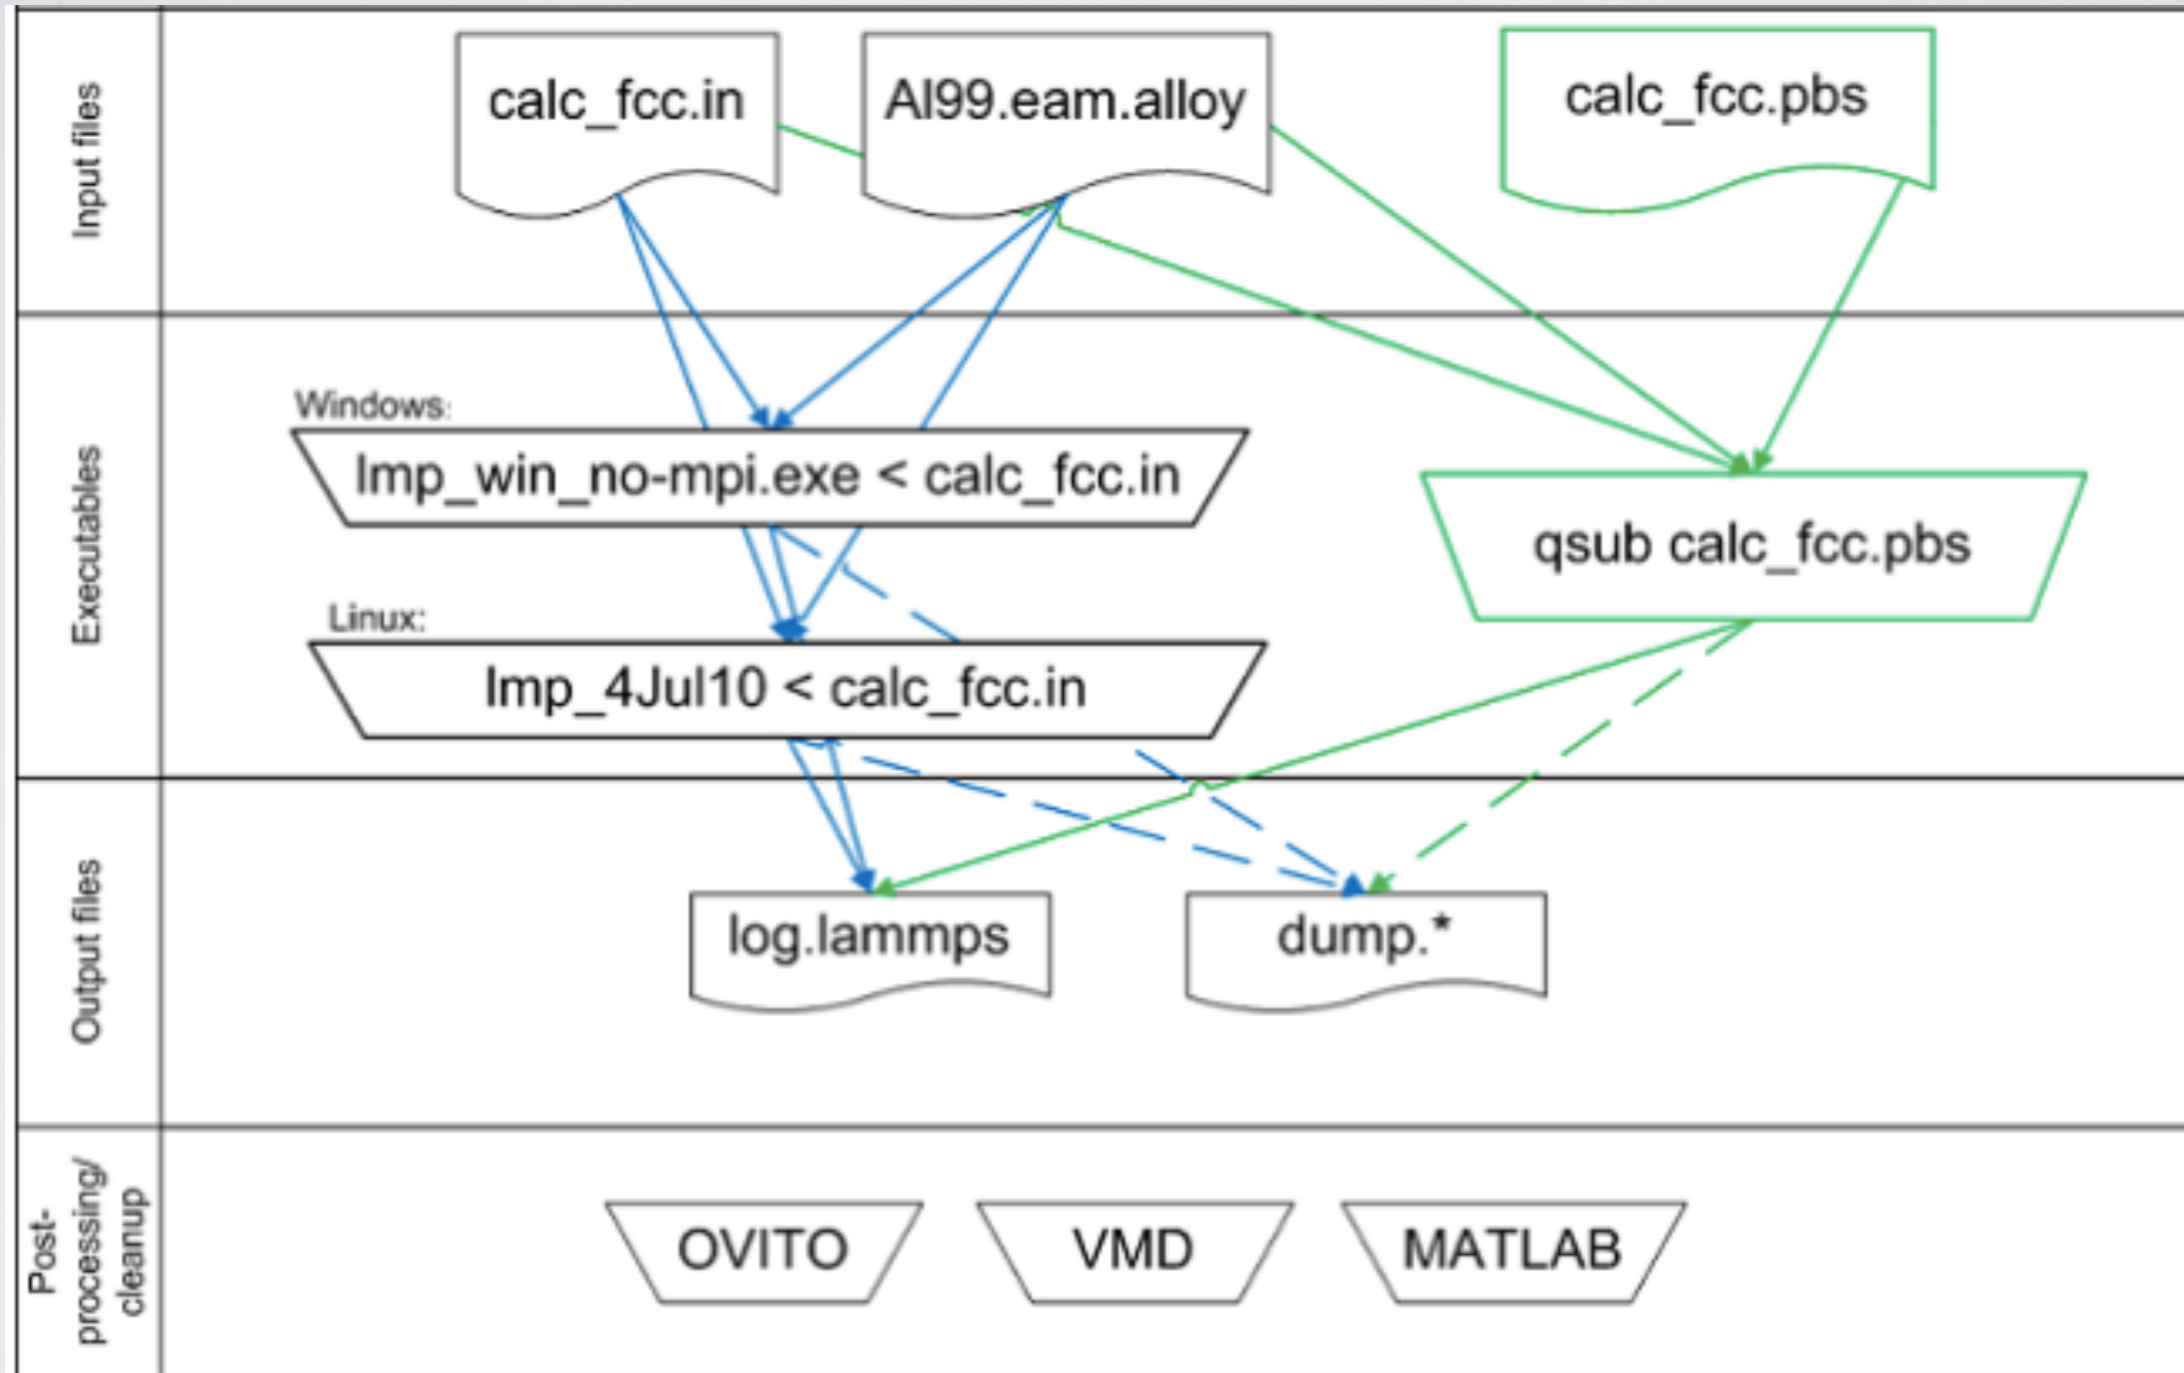 Input files
calc_fcc.in
Al99.eam.alloy
calc_fcc.pbs
Executables
Windows:
lmp_win_no-mpi.exe < calc_fcc.in
qsub calc_fcc.pbs
Linux:
lmp_4Jul10 < calc_fcc.in
Output files
log.lammps
dump.*
Post-
processing/
cleanup
OVITO
VMD
MATLAB